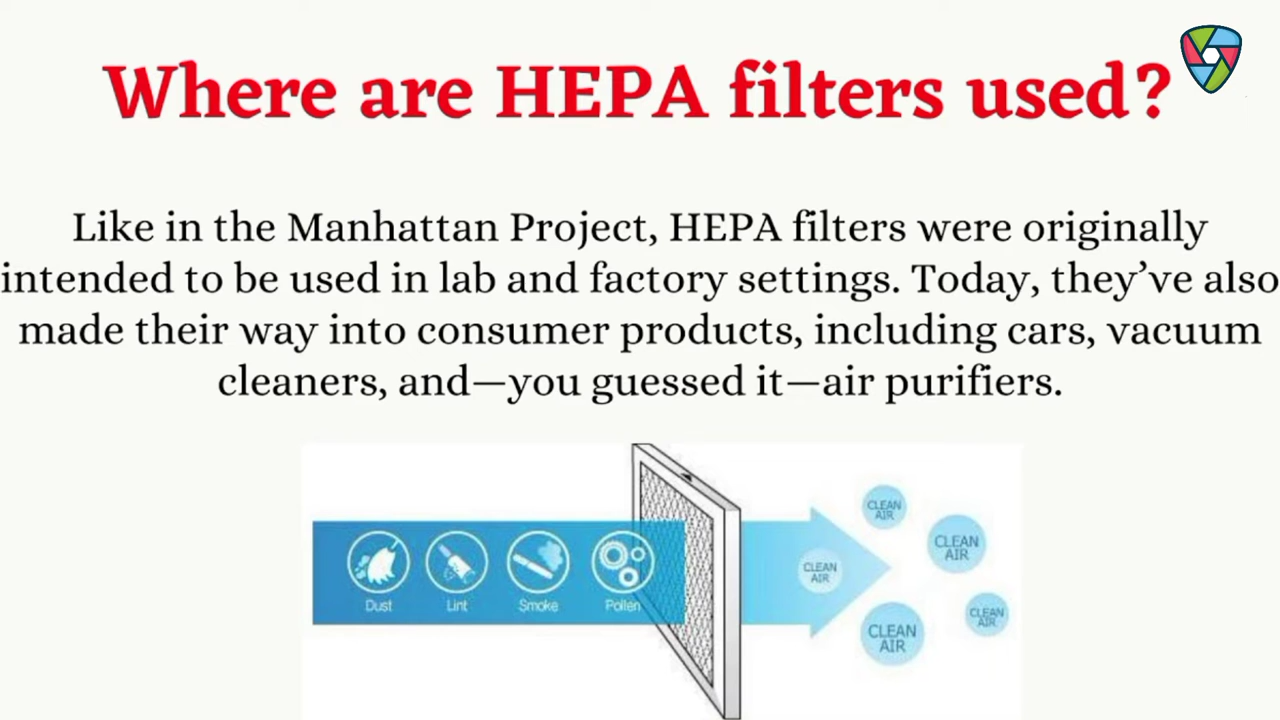 Where are HEPA filters used?
Like in the Manhattan Project, HEPA filters were originally
intended to be used in lab and factory settings. Today, they’ve also
made their way into consumer products, including cars, vacuum
cleaners, and—you guessed it—air purifiers.
Dust
Lint
Smoke
Pollen
CLEAN
AIR
CLEAN
AIR
CLEAN
AIR
CLEAN
AIR
CLEAN
AIR